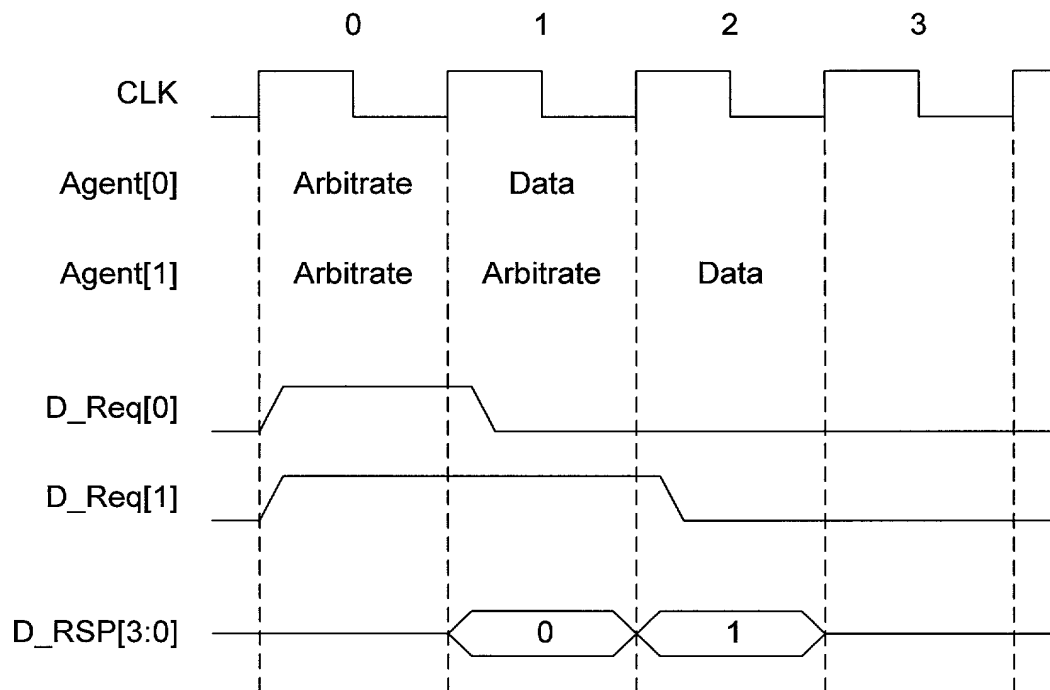 0 1 2 3
CLK
Agent[0] Arbitrate Data
Agent[1] Arbitrate Arbitrate Data
D_Req[0]
D_Req[1]
D_RSP[3:0] 0 1